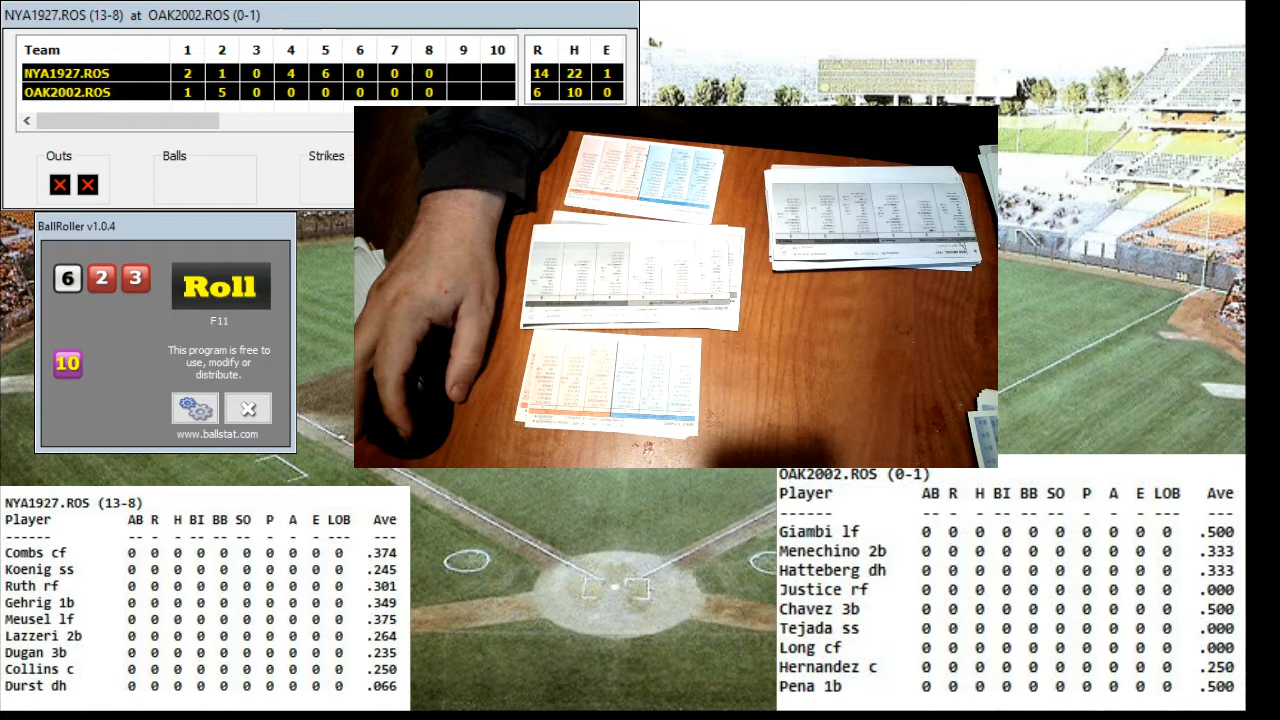 NYA1927.ROS (13-8) at OAK2002.ROS (0-1)
Team 1 2 3 4 5 6 7 8 9 10 R H E
NYA1927.ROS 2 1 0 4 6 0 0 0 14 22 1
OAK2002.ROS 1 5 0 0 0 0 0 0 6 10 0
Outs Balls Strikes
BallRoller v1.0.4
6 2 3
Roll
F11
10
This program is free to
use, modify or
distribute.
www.ballstat.com
NYA1927.ROS (13-8)
Player AB R H BI BB SO P A E LOB Ave
------ -- - - -- -- -- - - - --- ---
Combs cf 0 0 0 0 0 0 0 0 0 0 .374
Koenig ss 0 0 0 0 0 0 0 0 0 0 .245
Ruth rf 0 0 0 0 0 0 0 0 0 0 .301
Gehrig 1b 0 0 0 0 0 0 0 0 0 0 .349
Meusel lf 0 0 0 0 0 0 0 0 0 0 .375
Lazzeri 2b 0 0 0 0 0 0 0 0 0 0 .264
Dugan 3b 0 0 0 0 0 0 0 0 0 0 .235
Collins c 0 0 0 0 0 0 0 0 0 0 .250
Durst dh 0 0 0 0 0 0 0 0 0 0 .066
OAK2002.ROS (0-1)
Player AB R H BI BB SO P A E LOB Ave
------ -- - - -- -- -- - - - --- ---
Giambi lf 0 0 0 0 0 0 0 0 0 0 .500
Menechino 2b 0 0 0 0 0 0 0 0 0 0 .333
Hatteberg dh 0 0 0 0 0 0 0 0 0 0 .333
Justice rf 0 0 0 0 0 0 0 0 0 0 .000
Chavez 3b 0 0 0 0 0 0 0 0 0 0 .500
Tejada ss 0 0 0 0 0 0 0 0 0 0 .000
Long cf 0 0 0 0 0 0 0 0 0 0 .000
Hernandez c 0 0 0 0 0 0 0 0 0 0 .250
Pena 1b 0 0 0 0 0 0 0 0 0 0 .500